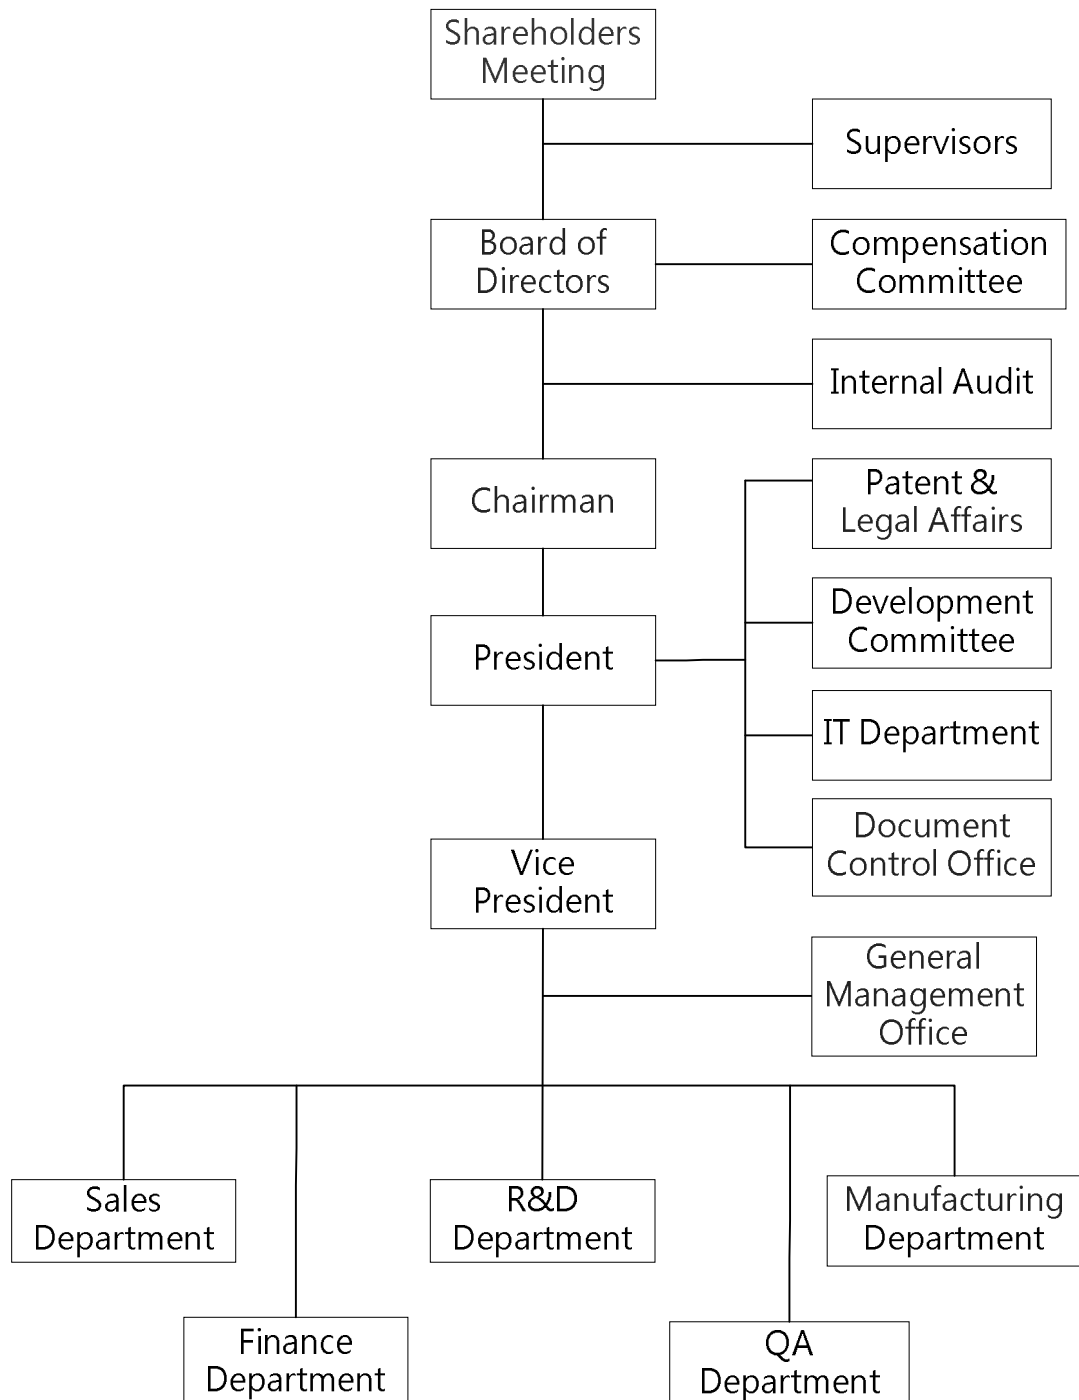 Shareholders
Meeting
Supervisors
Board of
Directors
Compensation
Committee
Internal Audit
Chairman
Patent &
Legal Affairs
Development
Committee
President
IT Department
Document
Control Office
Vice
President
General
Management
Office
Sales
Department
R&D
Department
Manufacturing
Department
Finance
Department
QA
Department